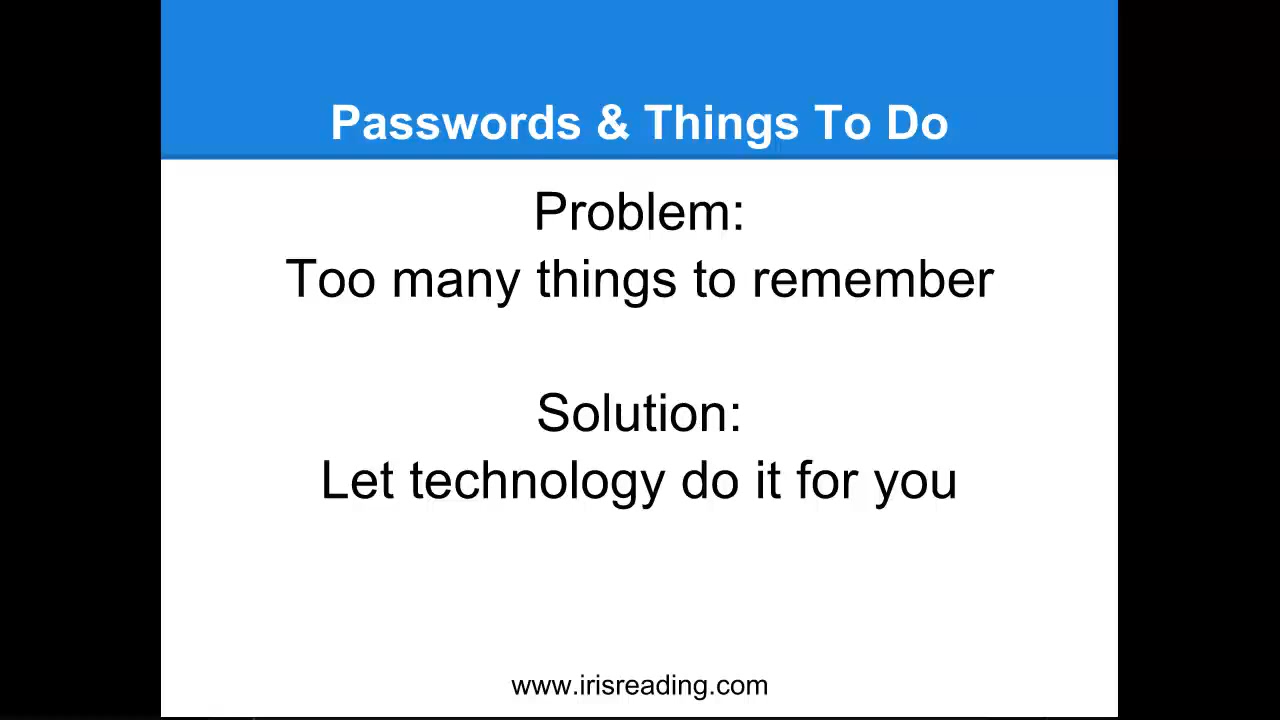 Passwords & Things To Do
Problem:
Too many things to remember
Solution:
Let technology do it for you
www.irisreading.com